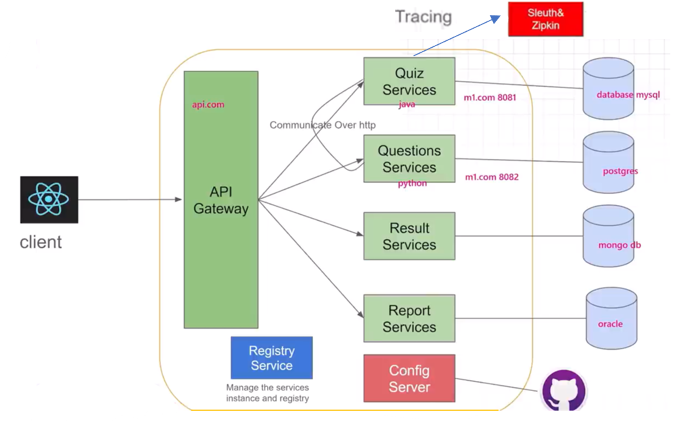 Tracing
Sleuth&
Zipkin
api.com
Quiz
Services
java
m1.com 8081
database mysql
Communicate Over http
Questions
Services
python
m1.com 8082
postgres
API
Gateway
client
Result
Services
mongo db
Report
Services
oracle
Registry
Service
Manage the services
instance and registry
Config
Server